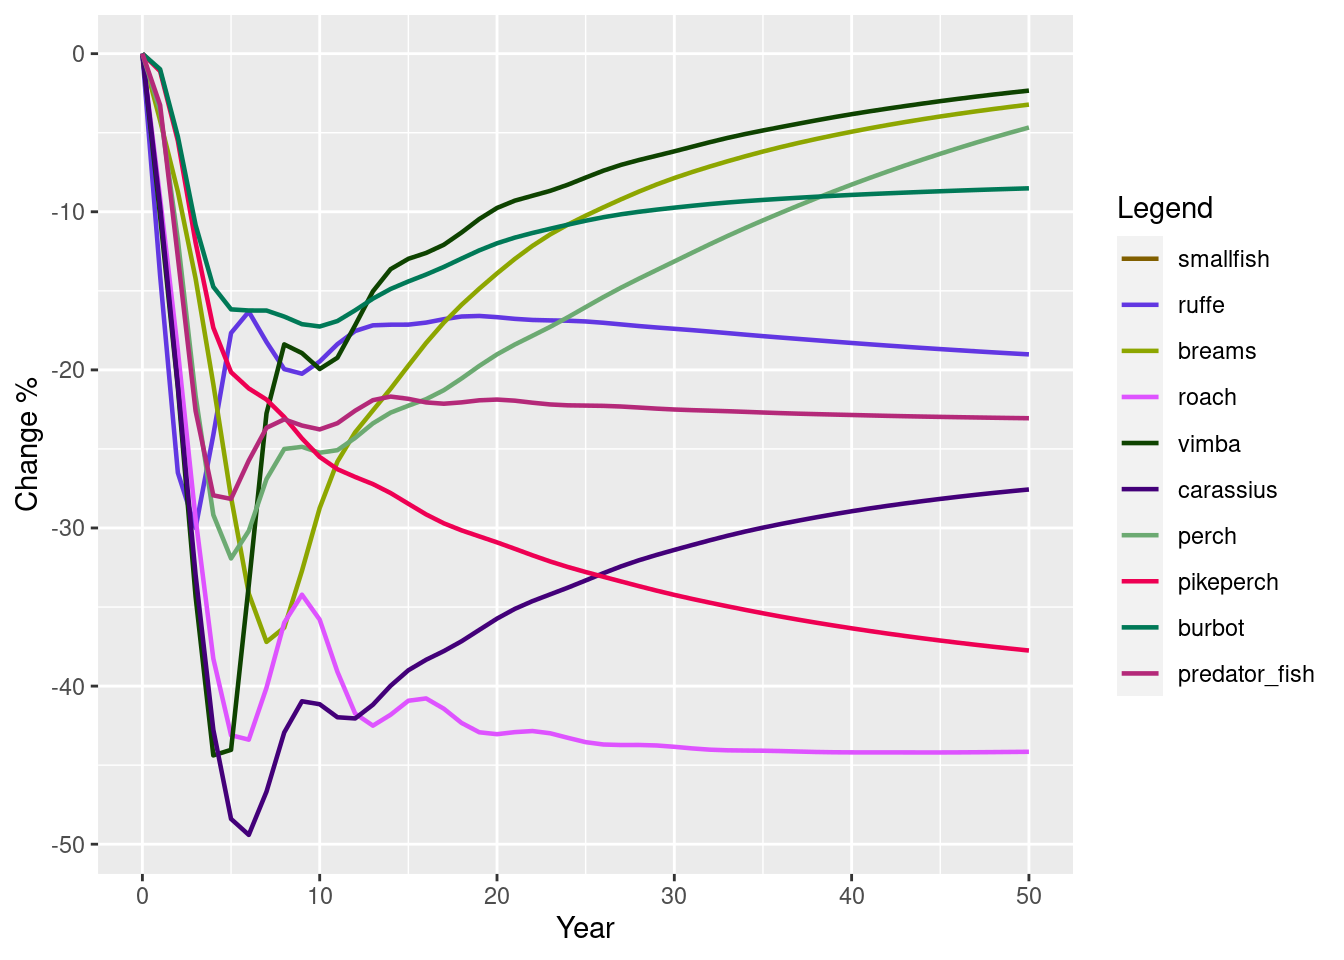 0
-10
-20
-30
-40
-50
Change %
0 10 20 30 40 50
Year
Legend
smallfish
ruffe
breams
roach
vimba
carassius
perch
pikeperch
burbot
predator_fish